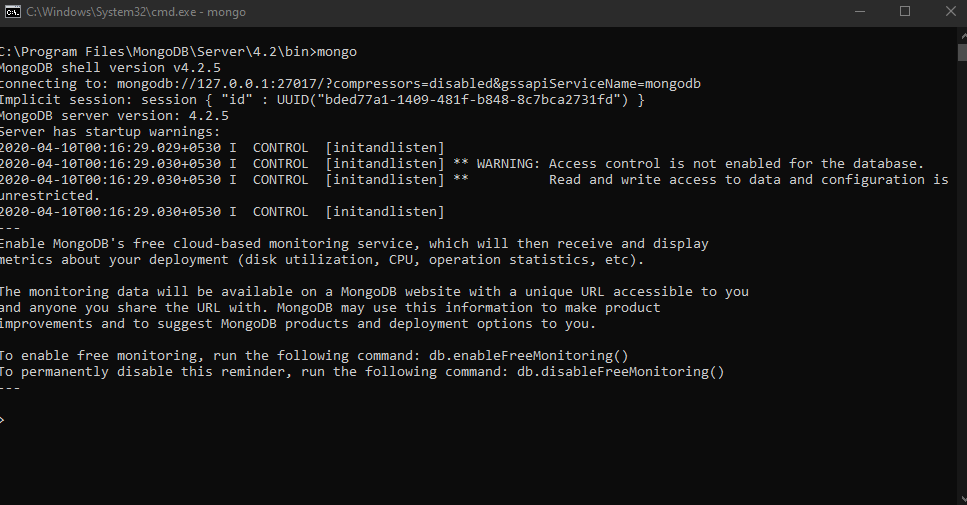 C:\Windows\System32\cmd.exe - mongo
C:\Program Files\MongoDB\Server\4.2\bin>mongo
MongoDB shell version v4.2.5
connecting to: mongodb://127.0.0.1:27017/?compressors=disabled&gssapiServiceName=mongodb
Implicit session: session { "id" : UUID("bded77a1-1409-481f-b848-8c7bca2731fd") }
MongoDB server version: 4.2.5
Server has startup warnings:
2020-04-10T00:16:29.029+0530 I  CONTROL  [initandlisten]
2020-04-10T00:16:29.030+0530 I  CONTROL  [initandlisten] ** WARNING: Access control is not enabled for the database.
2020-04-10T00:16:29.030+0530 I  CONTROL  [initandlisten] **          Read and write access to data and configuration is
unrestricted.
2020-04-10T00:16:29.030+0530 I  CONTROL  [initandlisten]
---
Enable MongoDB's free cloud-based monitoring service, which will then receive and display
metrics about your deployment (disk utilization, CPU, operation statistics, etc).
The monitoring data will be available on a MongoDB website with a unique URL accessible to you
and anyone you share the URL with. MongoDB may use this information to make product
improvements and to suggest MongoDB products and deployment options to you.
To enable free monitoring, run the following command: db.enableFreeMonitoring()
To permanently disable this reminder, run the following command: db.disableFreeMonitoring()
---
>